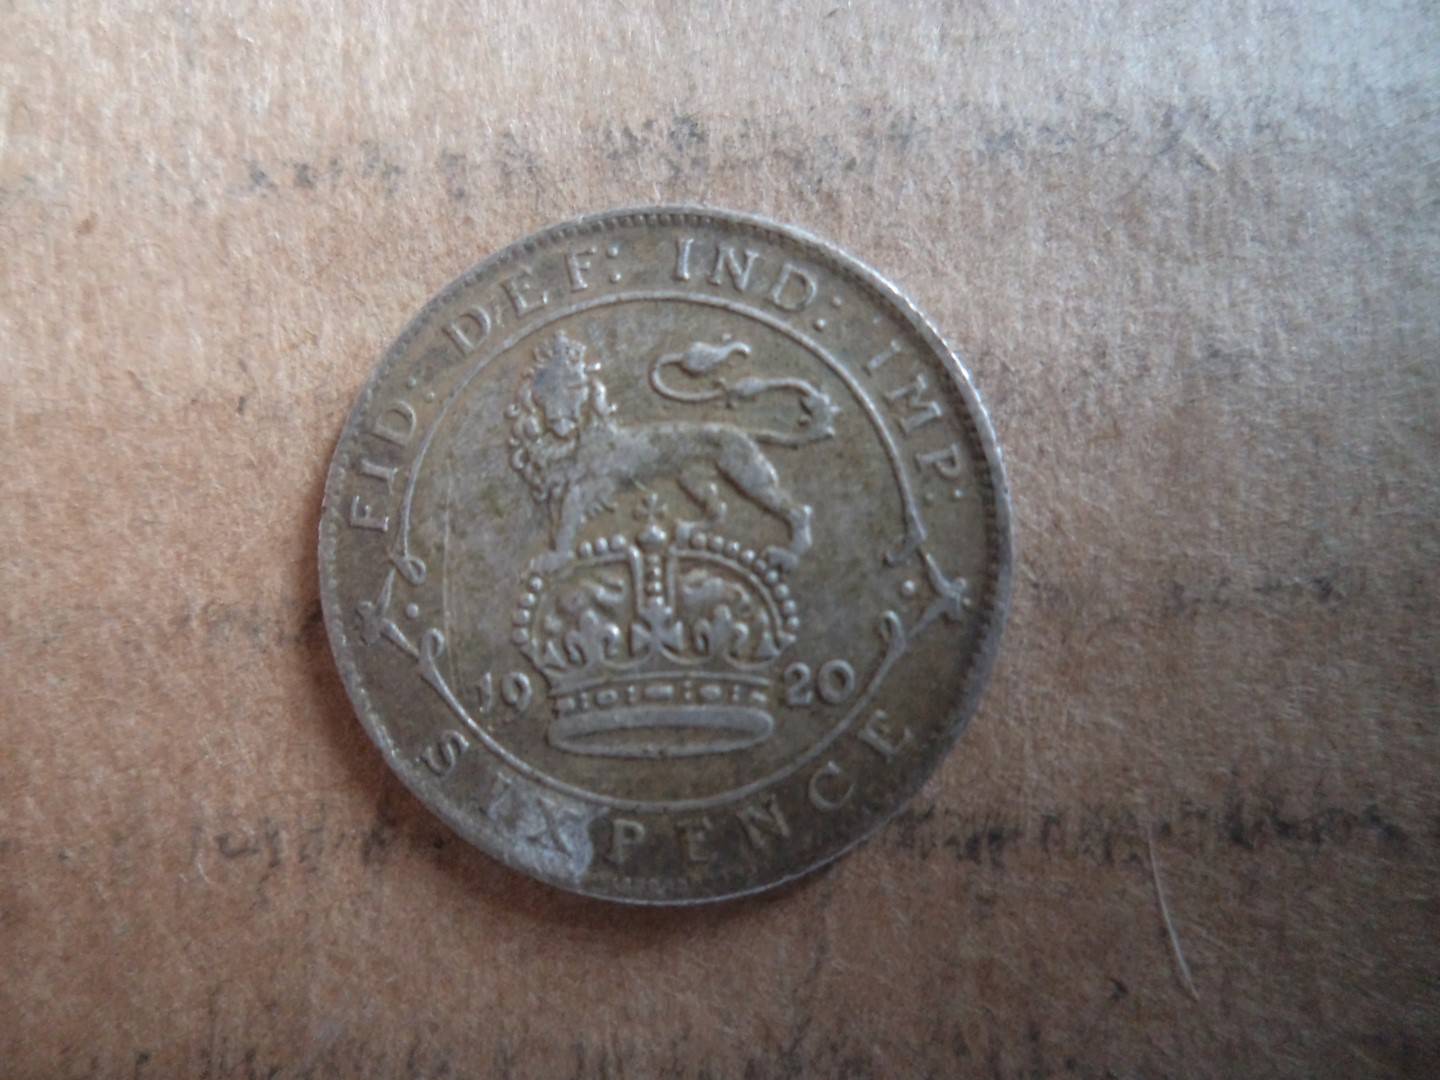 FID: DEF: IND: IMP:
19 20
SIXPENCE